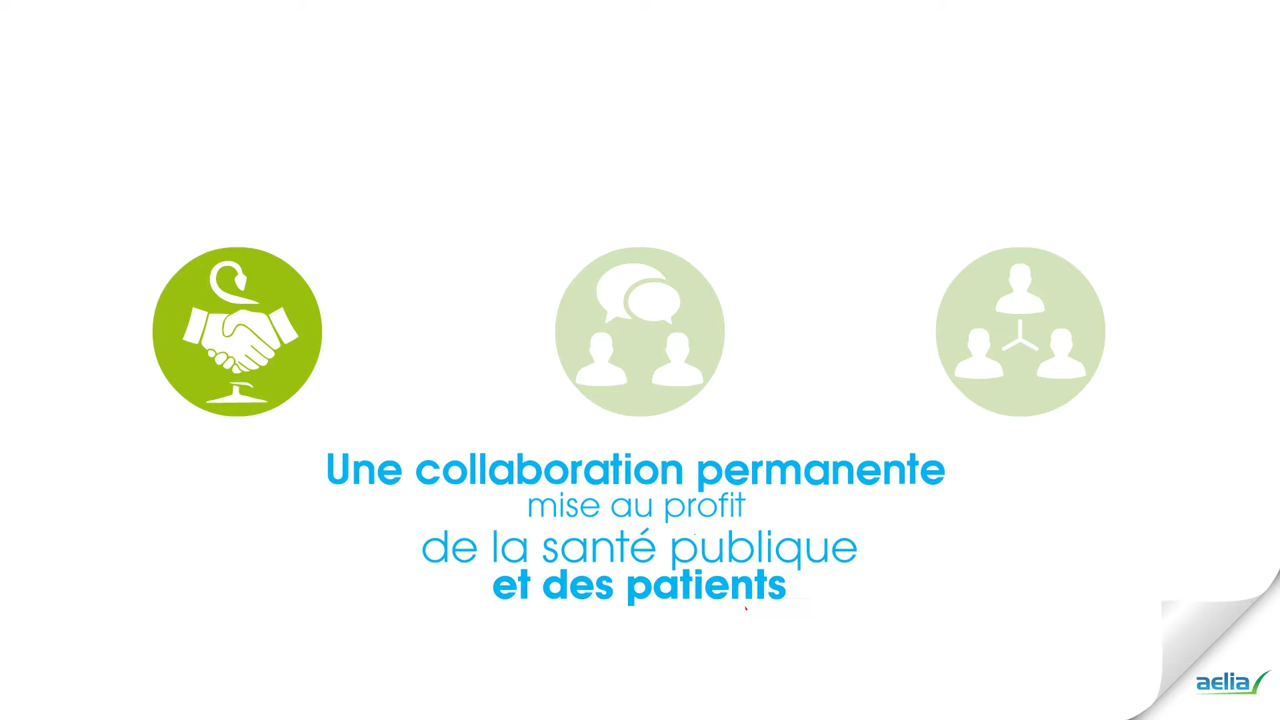 Une collaboration permanente
mise au profit
de la santé publique
et des patients
aelia